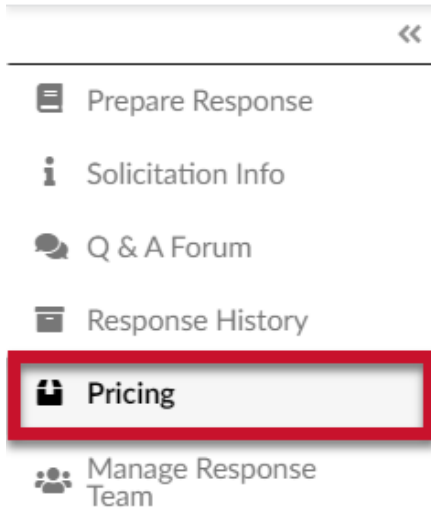 Prepare Response
Solicitation Info
Q & A Forum
Response History
Pricing
Manage Response
Team